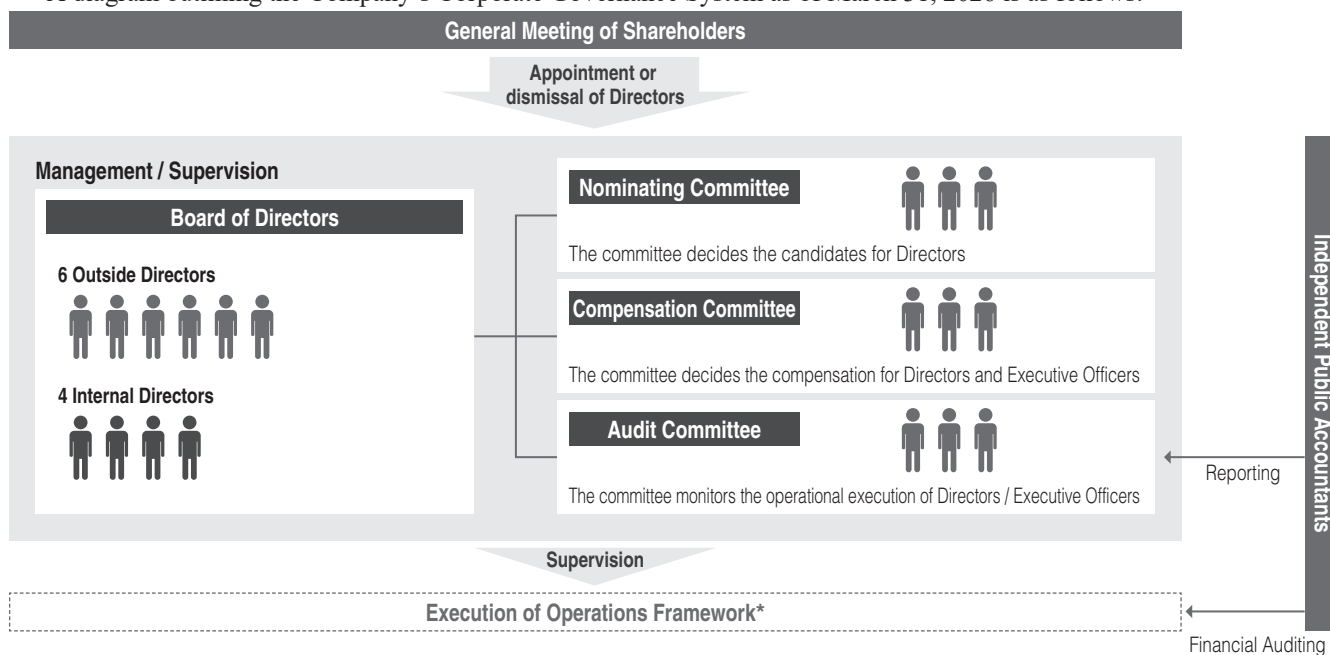 General Meeting of Shareholders
Appointment or
dismissal of Directors
Management / Supervision
Board of Directors
6 Outside Directors
4 Internal Directors
Nominating Committee
The committee decides the candidates for Directors
Compensation Committee
The committee decides the compensation for Directors and Executive Officers
Audit Committee
The committee monitors the operational execution of Directors / Executive Officers
Independent Public Accountants
Reporting
Supervision
Execution of Operations Framework*
Financial Auditing